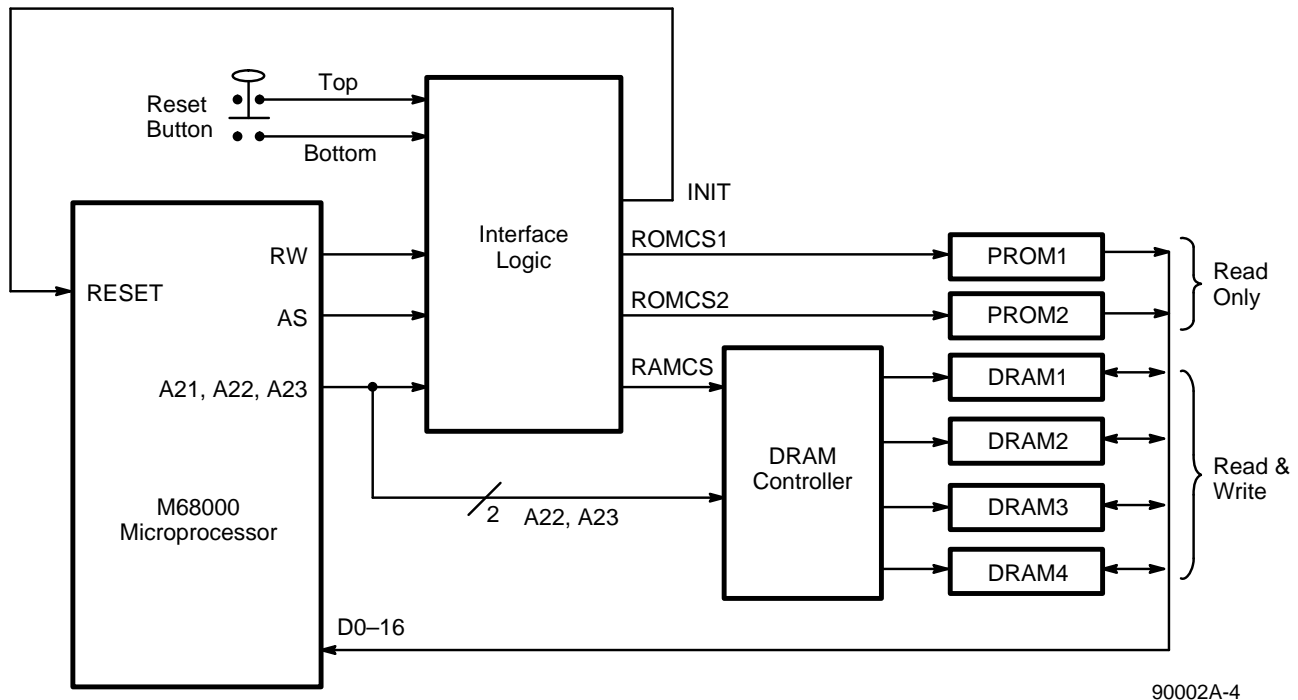 Top
Reset
Button
Bottom
INIT
RW
Interface
Logic
ROMCS1
PROM1
Read
Only
RESET
AS
ROMCS2
PROM2
A21, A22, A23
RAMCS
DRAM1
DRAM2
DRAM
Controller
Read &
Write
M68000
Microprocessor
2
A22, A23
DRAM3
DRAM4
D0–16
90002A-4